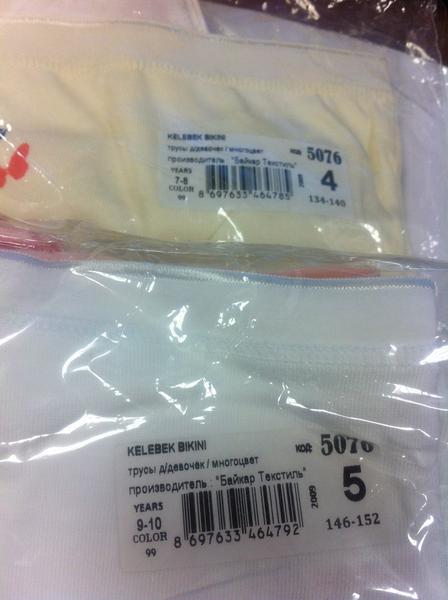 KELEBEK BIKINI
трусы д/девочек / многоцвет код: 5076
производитель "Байкар Текстиль"
YEARS
7-8
COLOR
99
8 697633 464785
2009
4
134-140
KELEBEK BIKINI
трусы д/девочек / многоцвет код: 5076
производитель : "Байкар Текстиль"
YEARS
9-10
COLOR
99
8 697633 464792
2009
5
146-152